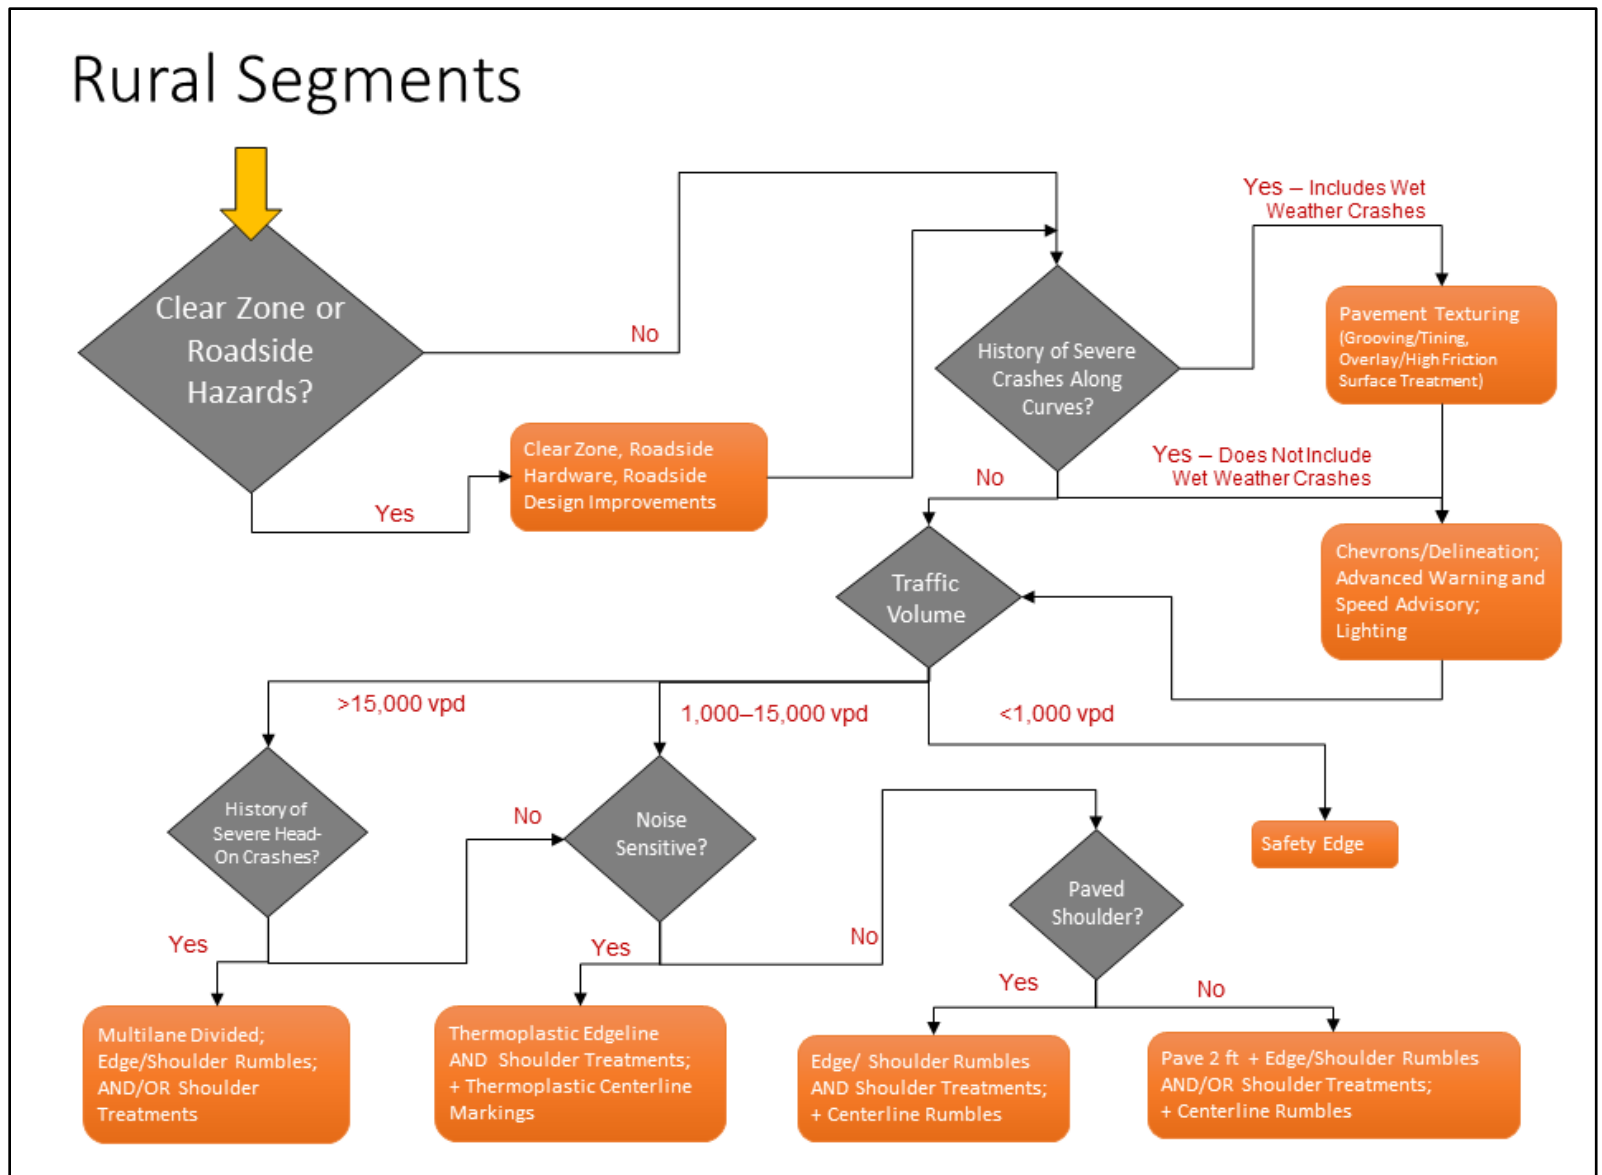 Rural Segments
Clear Zone or
Roadside
Hazards?
No
Yes
Clear Zone, Roadside
Hardware, Roadside
Design Improvements
History of Severe
Crashes Along
Curves?
Yes – Includes Wet
Weather Crashes
Pavement Texturing
(Grooving/Tining,
Overlay/High Friction
Surface Treatment)
Yes – Does Not Include
Wet Weather Crashes
No
Chevrons/Delineation;
Advanced Warning and
Speed Advisory;
Lighting
Traffic
Volume
>15,000 vpd
1,000–15,000 vpd
<1,000 vpd
History of
Severe Head-
On Crashes?
No
Noise
Sensitive?
Safety Edge
Paved
Shoulder?
Yes
Yes
No
Yes
No
Multilane Divided;
Edge/Shoulder Rumbles;
AND/OR Shoulder
Treatments
Thermoplastic Edgeline
AND Shoulder Treatments;
+ Thermoplastic Centerline
Markings
Edge/ Shoulder Rumbles
AND Shoulder Treatments;
+ Centerline Rumbles
Pave 2 ft + Edge/Shoulder Rumbles
AND/OR Shoulder Treatments;
+ Centerline Rumbles